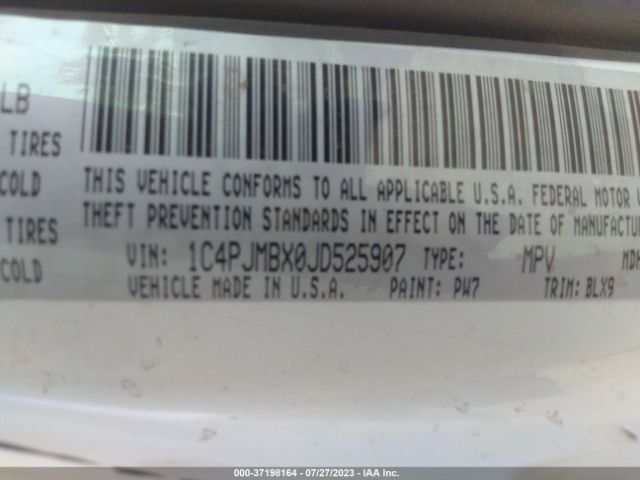 LB
TIRES
COLD
TIRES
COLD
THIS VEHICLE CONFORMS TO ALL APPLICABLE U.S.A. FEDERAL MOTOR V
THEFT PREVENTION STANDARDS IN EFFECT ON THE DATE OF MANUFACTUR
VIN: 1C4PJMBX0JD525907 TYPE: MPV MDH
VEHICLE MADE IN U.S.A. PAINT: PW7 TRIM: BLX9
000-37198164 / 07/27/2023 - IAA Inc.